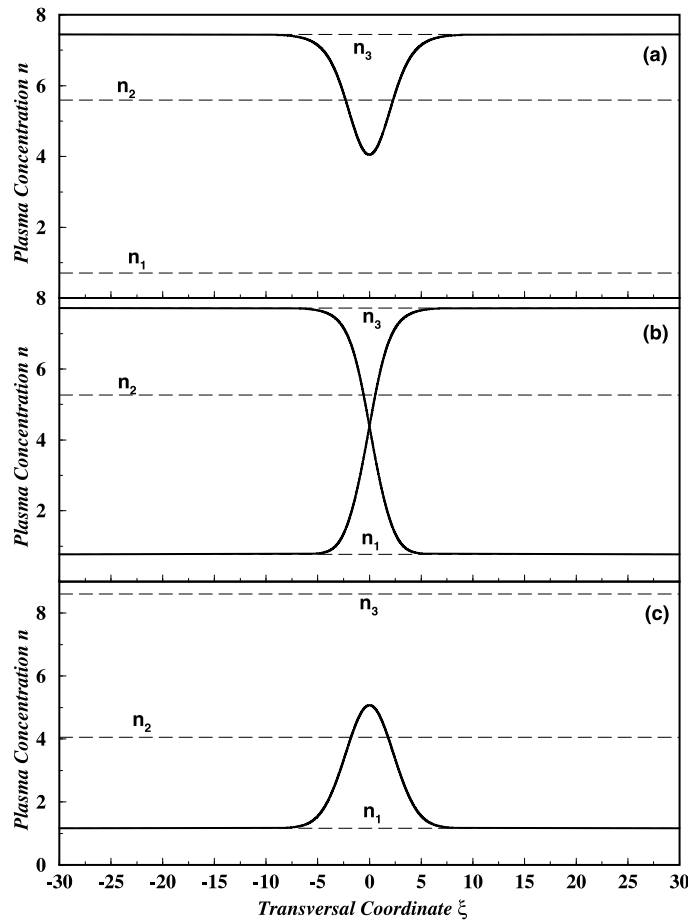 8
(a)
n3
6
n2
Plasma Concentration n
4
2
n1
8
n3
(b)
6
n2
Plasma Concentration n
4
2
n1
n3
(c)
8
6
n2
Plasma Concentration n
4
n1
2
0
-30 -25 -20 -15 -10 -5 0 5 10 15 20 25 30
Transversal Coordinate ξ